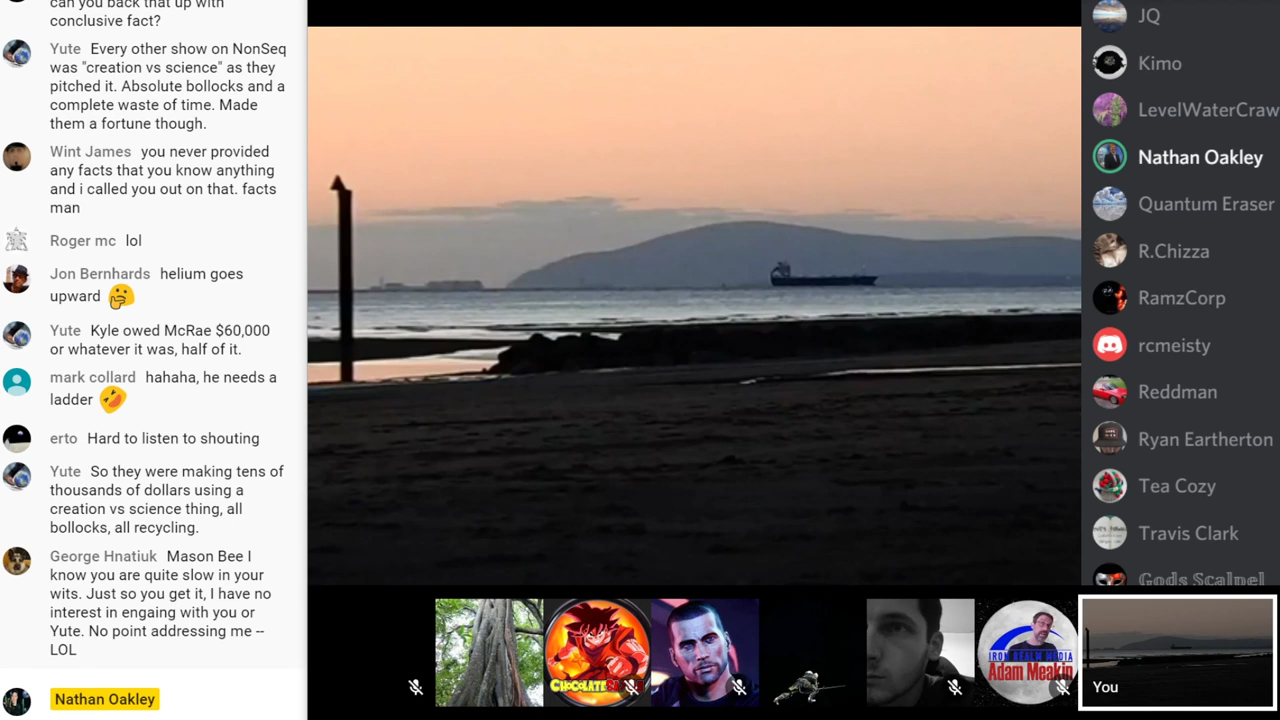 can you back that up with
conclusive fact?
Yute Every other show on NonSeq
was "creation vs science" as they
pitched it. Absolute bollocks and a
complete waste of time. Made
them a fortune though.
Wint James you never provided
any facts that you know anything
and i called you out on that. facts
man
Roger mc lol
Jon Bernhards helium goes
upward
Yute Kyle owed McRae $60,000
or whatever it was, half of it.
mark collard hahaha, he needs a
ladder
erto Hard to listen to shouting
Yute So they were making tens of
thousands of dollars using a
creation vs science thing, all
bollocks, all recycling.
George Hnatiuk Mason Bee I
know you are quite slow in your
wits. Just so you get it, I have no
interest in engaing with you or
Yute. No point addressing me --
LOL
Nathan Oakley
JQ
Kimo
LevelWaterCraw
Nathan Oakley
Quantum Eraser
R.Chizza
RamzCorp
rcmeisty
Reddman
Ryan Eartherton
Tea Cozy
Travis Clark
Gods Scalpel
IRON REALM MEDIA
Adam Meakin
You